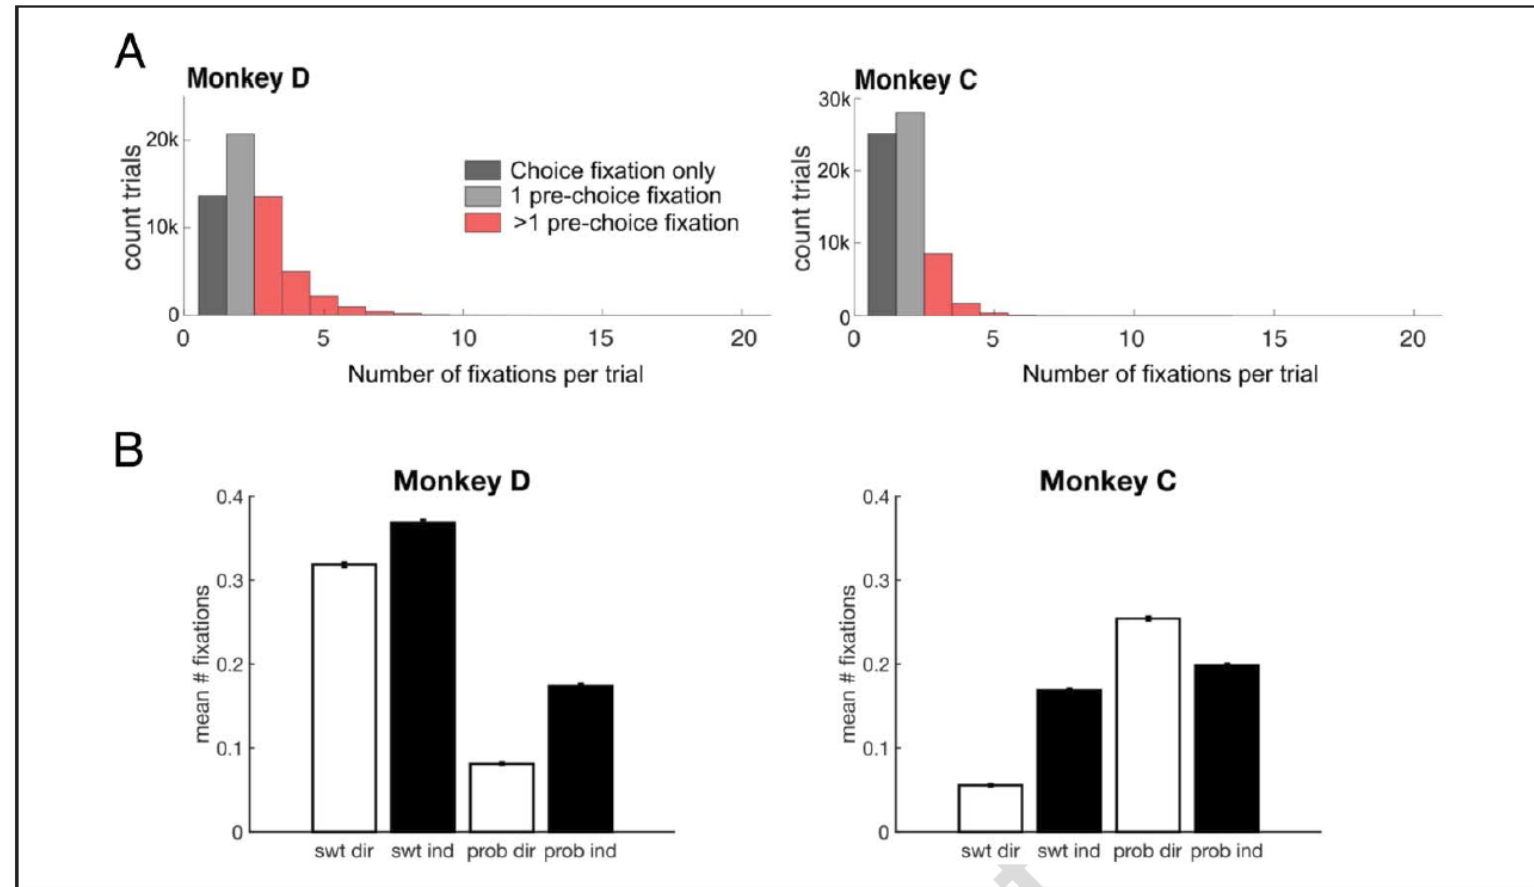 A
Monkey D
20k
10k
0
count trials
0 5 10 15 20
Number of fixations per trial
Choice fixation only
1 pre-choice fixation
>1 pre-choice fixation
Monkey C
30k
20k
10k
0
count trials
0 5 10 15 20
Number of fixations per trial
B
Monkey D
0.4
0.3
0.2
0.1
0
mean # fixations
swt dir swt ind prob dir prob ind
Monkey C
0.4
0.3
0.2
0.1
0
mean # fixations
swt dir swt ind prob dir prob ind